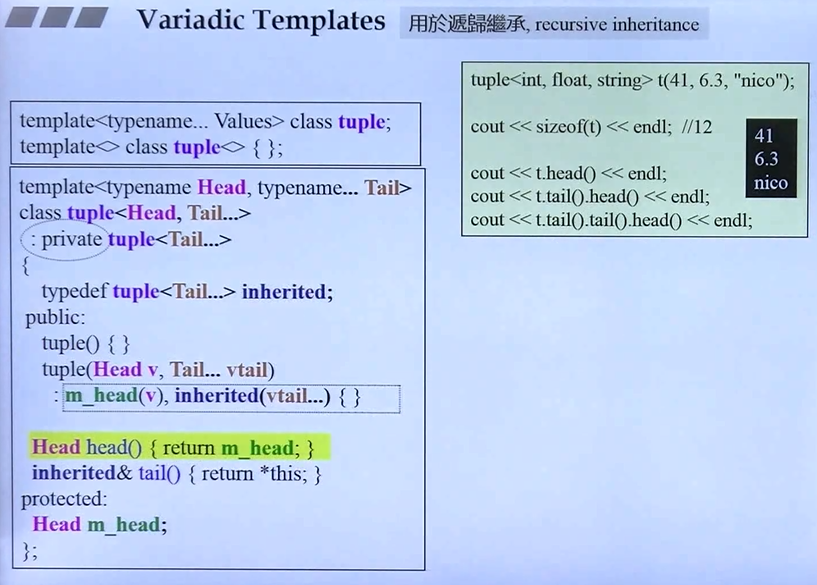 Variadic Templates
用於遞歸繼承, recursive inheritance
template<typename... Values> class tuple;
template<> class tuple<> { };
template<typename Head, typename... Tail>
class tuple<Head, Tail...>
: private tuple<Tail...>
{
typedef tuple<Tail...> inherited;
public:
tuple() { }
tuple(Head v, Tail... vtail)
: m_head(v), inherited(vtail...) { }
Head head() { return m_head; }
inherited& tail() { return *this; }
protected:
Head m_head;
};
tuple<int, float, string> t(41, 6.3, "nico");
cout << sizeof(t) << endl; //12
cout << t.head() << endl;
cout << t.tail().head() << endl;
cout << t.tail().tail().head() << endl;
41
6.3
nico